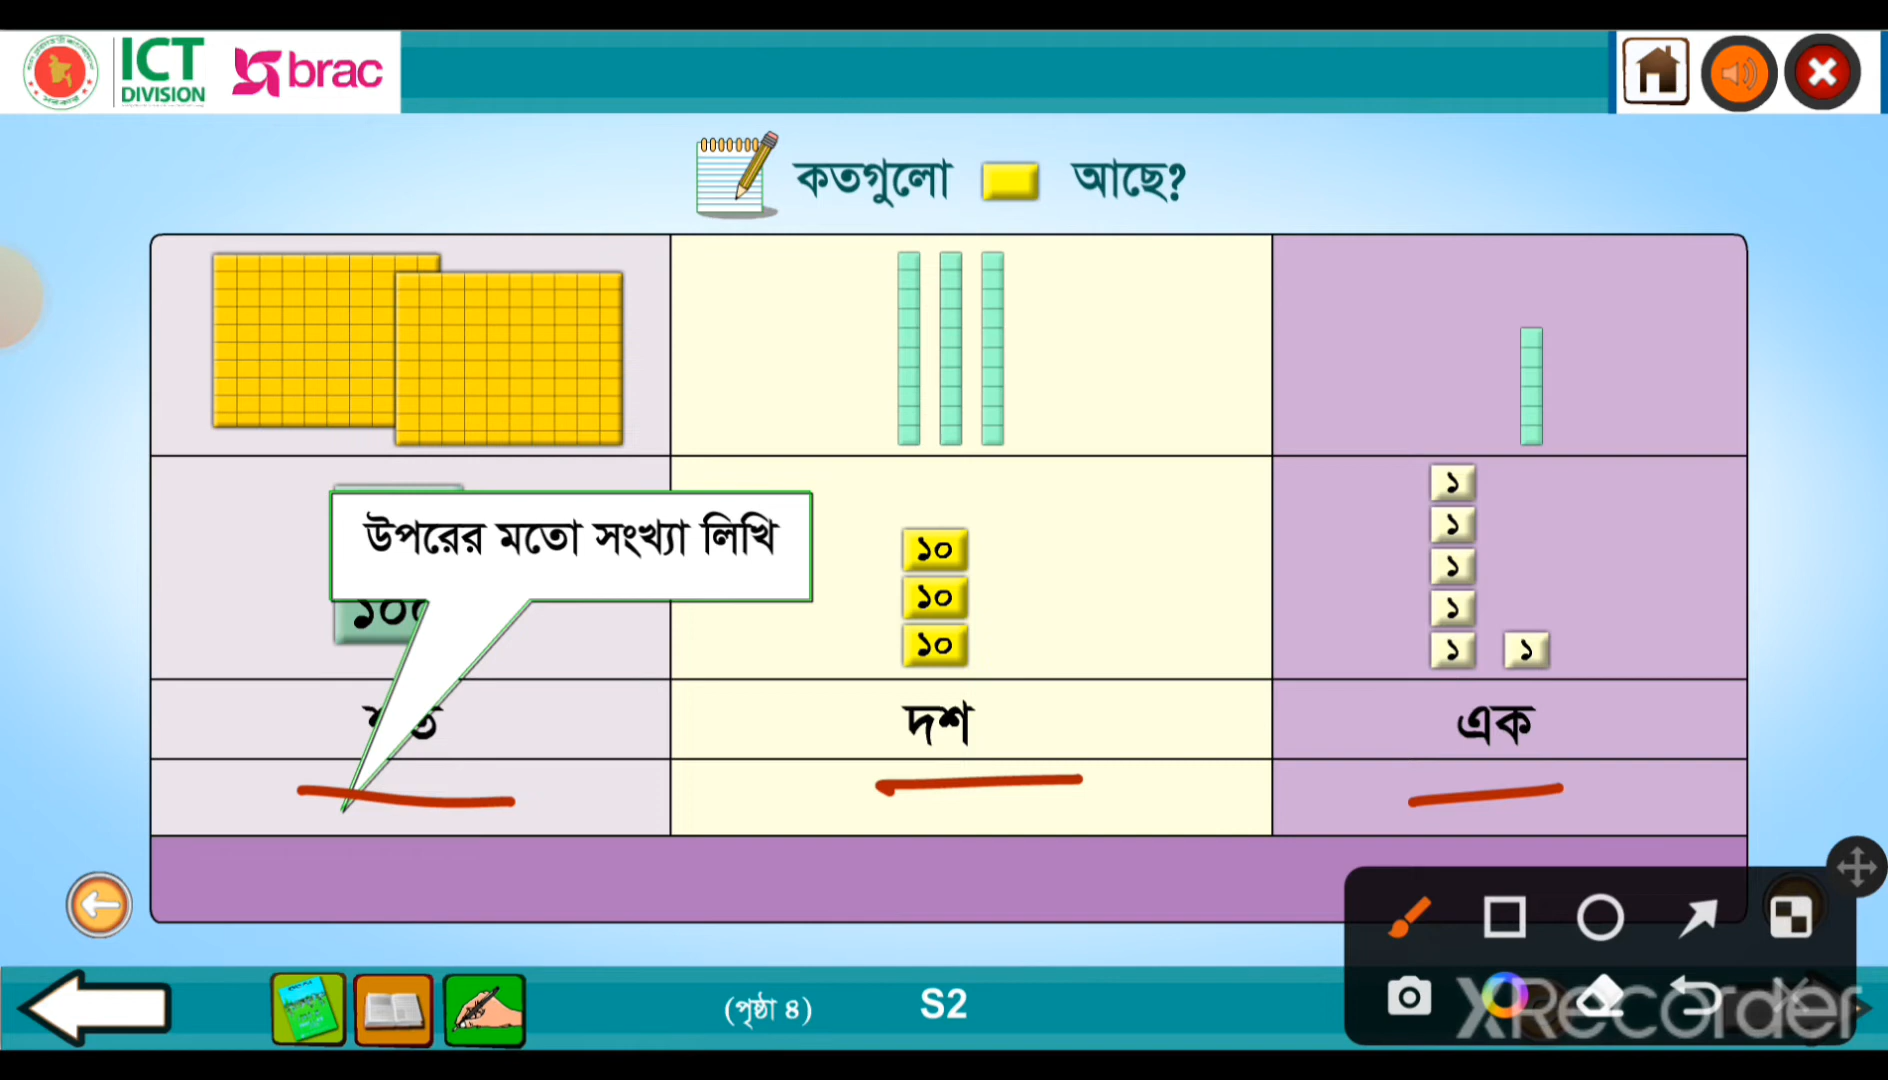 ICT
DIVISION
brac
কতগুলো আছে?
উপরের মতো সংখ্যা লিখি
১০
১০
১০
১
১
১
১
১ ১
দশ
এক
(পৃষ্ঠা ৪)
S2
XRecorder